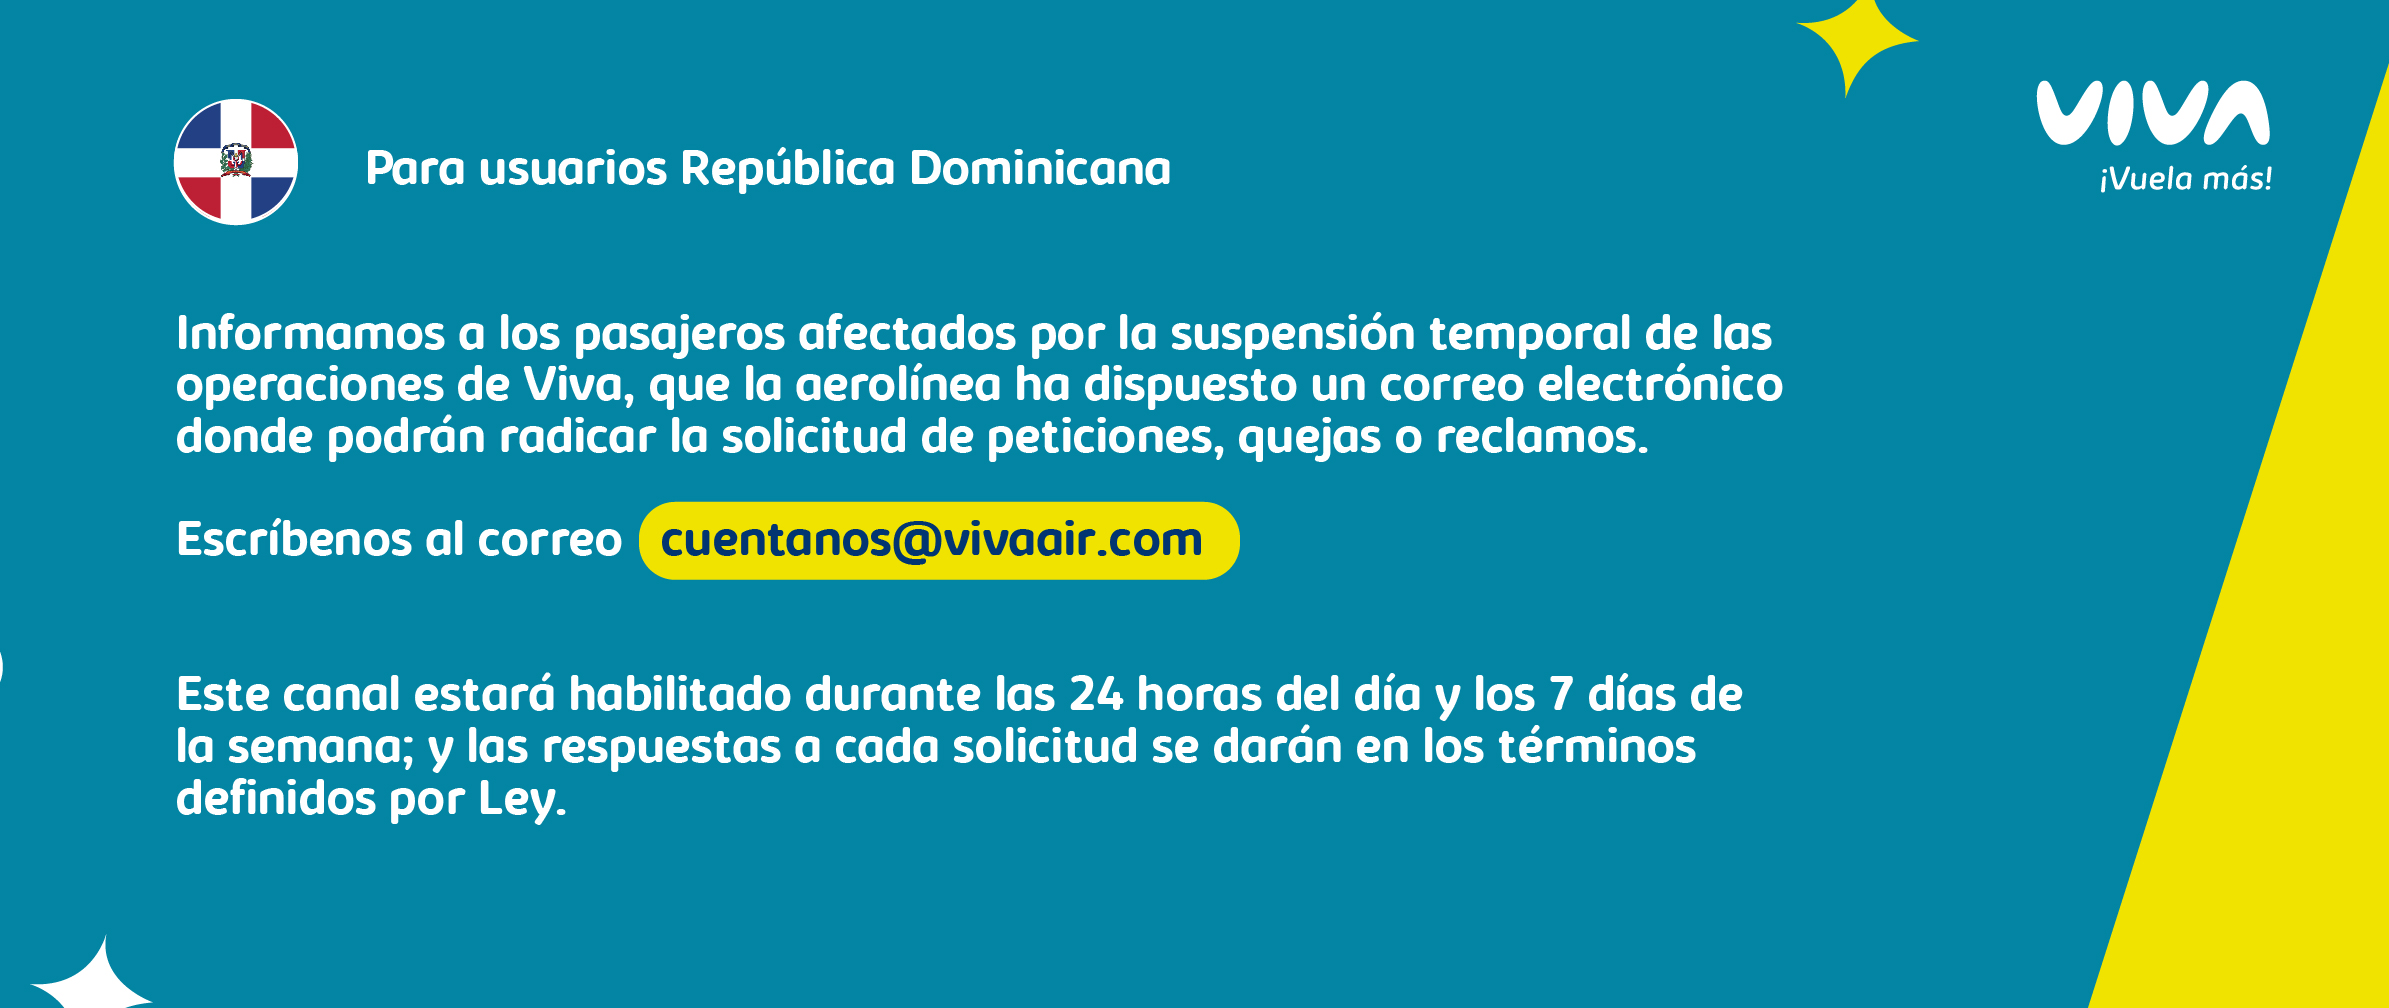 VIVA
¡Vuela más!
Para usuarios República Dominicana
Informamos a los pasajeros afectados por la suspensión temporal de las
operaciones de Viva, que la aerolínea ha dispuesto un correo electrónico
donde podrán radicar la solicitud de peticiones, quejas o reclamos.
Escríbenos al correo cuentanos@vivaair.com
Este canal estará habilitado durante las 24 horas del día y los 7 días de
la semana; y las respuestas a cada solicitud se darán en los términos
definidos por Ley.